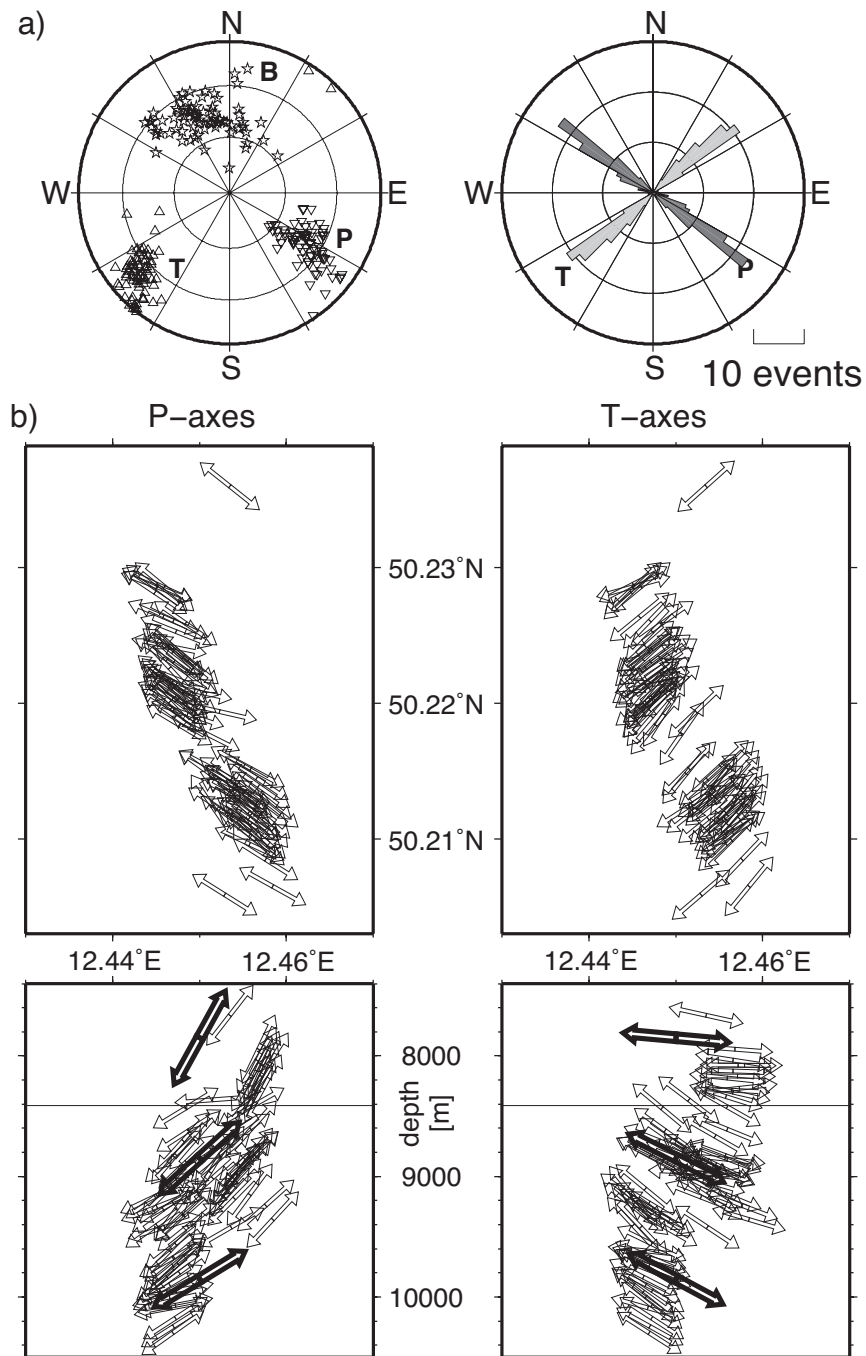 a)
N
B
W
E
P
T
S
N
W
E
T
P
S
10 events
b)
P-axes
T-axes
50.23°N
50.22°N
50.21°N
12.44°E
12.46°E
12.44°E
12.46°E
8000
depth
[m]
9000
10000